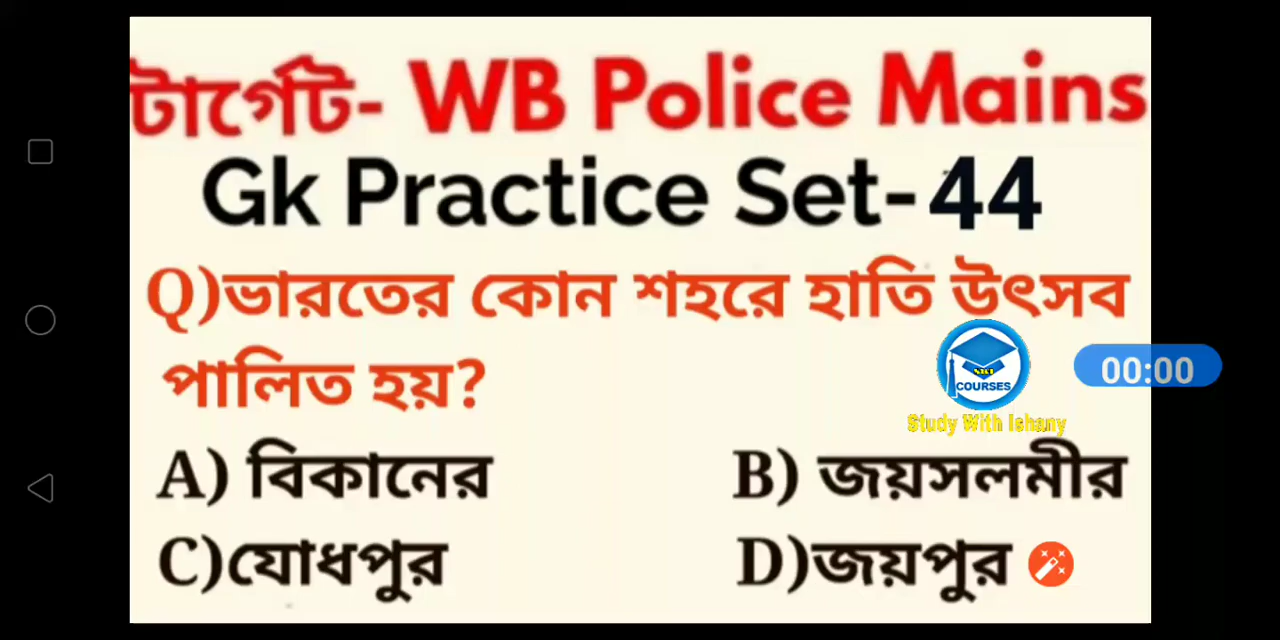 টার্গেট- WB Police Mains
Gk Practice Set-44
Q)ভারতের কোন শহরে হাতি উৎসব
পালিত হয়?
COURSES
Study With Ishany
00:00
A) বিকানের B) জয়সলমীর
C)যোধপুর D)জয়পুর